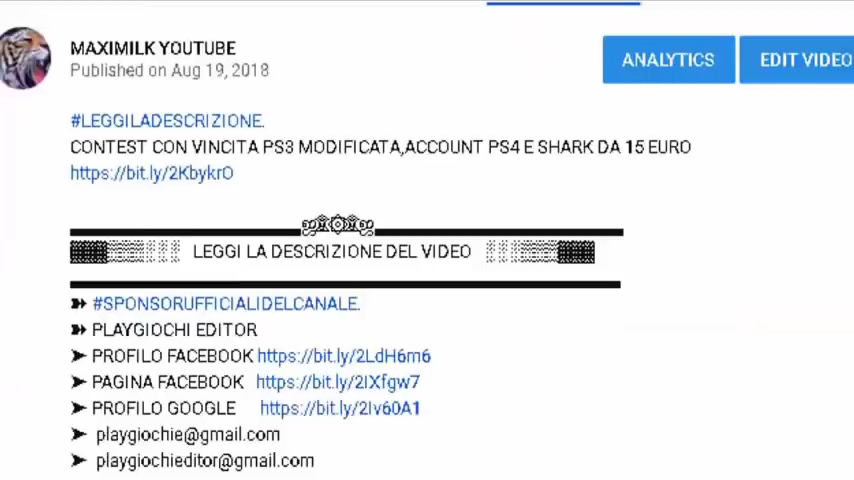 MAXIMILK YOUTUBE
Published on Aug 19, 2018
ANALYTICS
EDIT VIDEO
#LEGGILADESCRIZIONE.
CONTEST CON VINCITA PS3 MODIFICATA,ACCOUNT PS4 E SHARK DA 15 EURO
https://bit.ly/2KbykrO
LEGGI LA DESCRIZIONE DEL VIDEO
➽ #SPONSORUFFICIALIDELCANALE.
➽ PLAYGIOCHI EDITOR
➤ PROFILO FACEBOOK https://bit.ly/2LdH6m6
➤ PAGINA FACEBOOK https://bit.ly/2IXfgw7
➤ PROFILO GOOGLE https://bit.ly/2Iv60A1
➤ playgiochie@gmail.com
➤ playgiochieditor@gmail.com